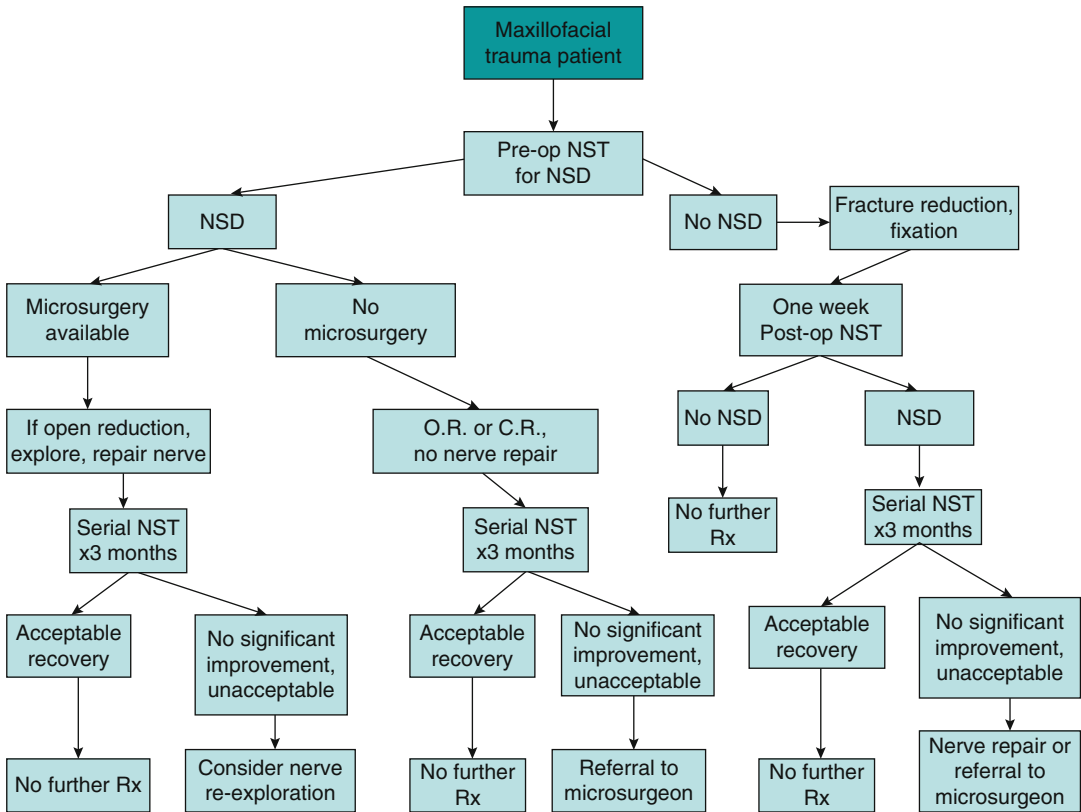 Maxillofacial
trauma patient
Pre-op NST
for NSD
NSD
No NSD
Fracture reduction,
fixation
Microsurgery
available
No
microsurgery
One week
Post-op NST
If open reduction,
explore, repair nerve
O.R. or C.R.,
no nerve repair
No NSD
NSD
Serial NST
x3 months
Serial NST
x3 months
No further
Rx
Serial NST
x3 months
Acceptable
recovery
No significant
improvement,
unacceptable
Acceptable
recovery
No significant
improvement,
unacceptable
Acceptable
recovery
No significant
improvement,
unacceptable
No further Rx
Consider nerve
re-exploration
No further
Rx
Referral to
microsurgeon
No further
Rx
Nerve repair or
referral to
microsurgeon